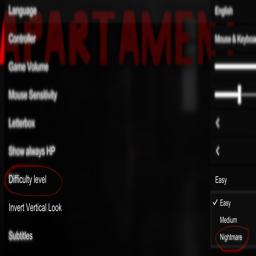 APARTAMEN
Language English
Controller Mouse & Keyboa
Game Volume
Mouse Sensitivity
Letterbox <
Show always HP <
Difficulty level Easy
Invert Vertical Look ✓ Easy
Medium
Subtitles Nightmare